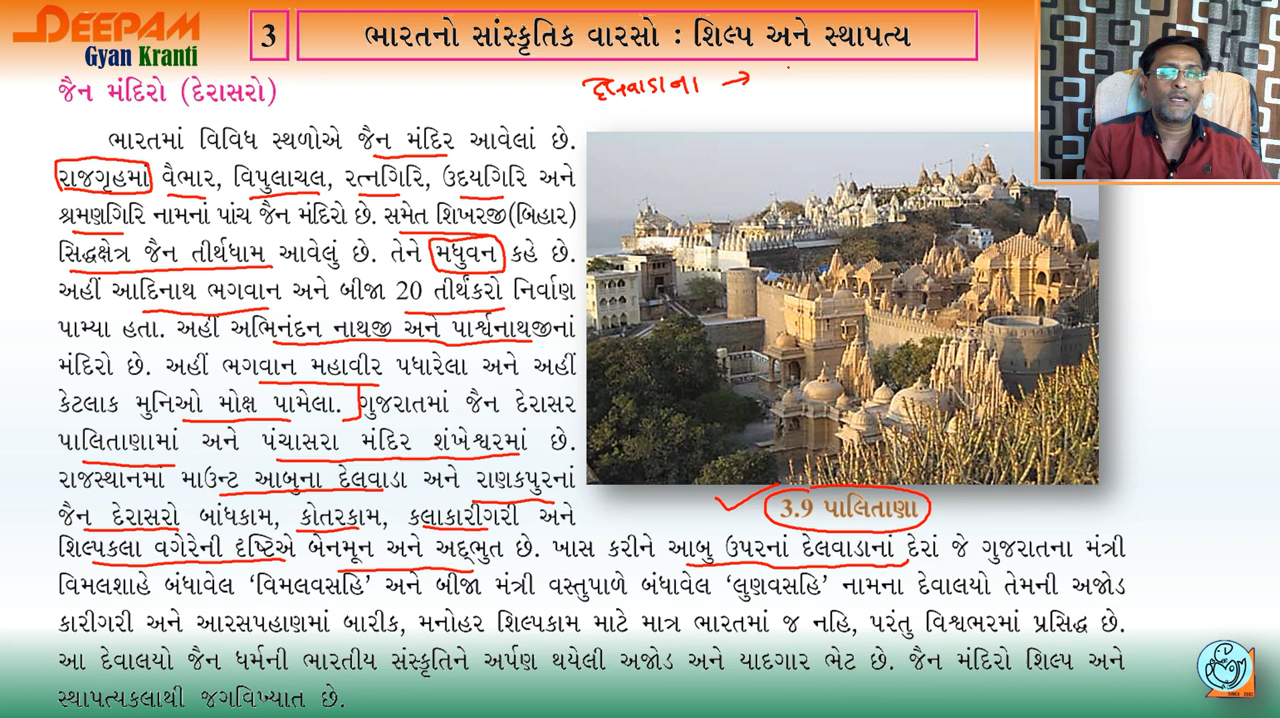 DEEPAM
Gyan Kranti
3
ભારતનો સાંસ્કૃતિક વારસો : શિલ્પ અને સ્થાપત્ય
જૈન મંદિરો (દેરાસરો)
ભારતમાં વિવિધ સ્થળોએ જૈન મંદિર આવેલાં છે.
રાજગૃહમાં વૈભાર, વિપુલાચલ, રત્નગિરિ, ઉદયગિરિ અને
શ્રમણગિરિ નામનાં પાંચ જૈન મંદિરો છે. સમેત શિખરજી(બિહાર)
સિદ્ધક્ષેત્ર જૈન તીર્થધામ આવેલું છે. તેને મધુવન કહે છે.
અહીં આદિનાથ ભગવાન અને બીજા 20 તીર્થંકરો નિર્વાણ
પામ્યા હતા. અહીં અભિનંદન નાથજી અને પાર્શ્વનાથજીનાં
મંદિરો છે. અહીં ભગવાન મહાવીર પધારેલા અને અહીં
કેટલાક મુનિઓ મોક્ષ પામેલા. ગુજરાતમાં જૈન દેરાસર
પાલિતાણામાં અને પંચાસરા મંદિર શંખેશ્વરમાં છે.
રાજસ્થાનમાં માઉન્ટ આબુના દેલવાડા અને રાણકપુરનાં
જૈન દેરાસરો બાંધકામ, કોતરકામ, કલાકારીગરી અને
શિલ્પકલા વગેરેની દૃષ્ટિએ બેનમૂન અને અદ્ભુત છે. ખાસ કરીને આબુ ઉપરનાં દેલવાડાનાં દેરાં જે ગુજરાતના મંત્રી
વિમલશાહે બંધાવેલ ‘વિમલવસહિ’ અને બીજા મંત્રી વસ્તુપાળે બંધાવેલ ‘લુણવસહિ’ નામના દેવાલયો તેમની અજોડ
કારીગરી અને આરસપહાણમાં બારીક, મનોહર શિલ્પકામ માટે માત્ર ભારતમાં જ નહિ, પરંતુ વિશ્વભરમાં પ્રસિદ્ધ છે.
આ દેવાલયો જૈન ધર્મની ભારતીય સંસ્કૃતિને અર્પણ થયેલી અજોડ અને યાદગાર ભેટ છે. જૈન મંદિરો શિલ્પ અને
સ્થાપત્યકલાથી જગવિખ્યાત છે.
3.9 પાલિતાણા